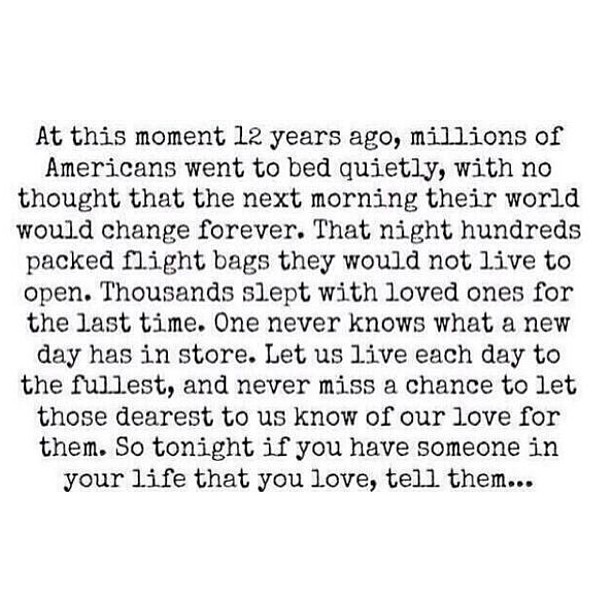 At this moment 12 years ago, millions of
Americans went to bed quietly, with no
thought that the next morning their world
would change forever. That night hundreds
packed flight bags they would not live to
open. Thousands slept with loved ones for
the last time. One never knows what a new
day has in store. Let us live each day to
the fullest, and never miss a chance to let
those dearest to us know of our love for
them. So tonight if you have someone in
your life that you love, tell them...